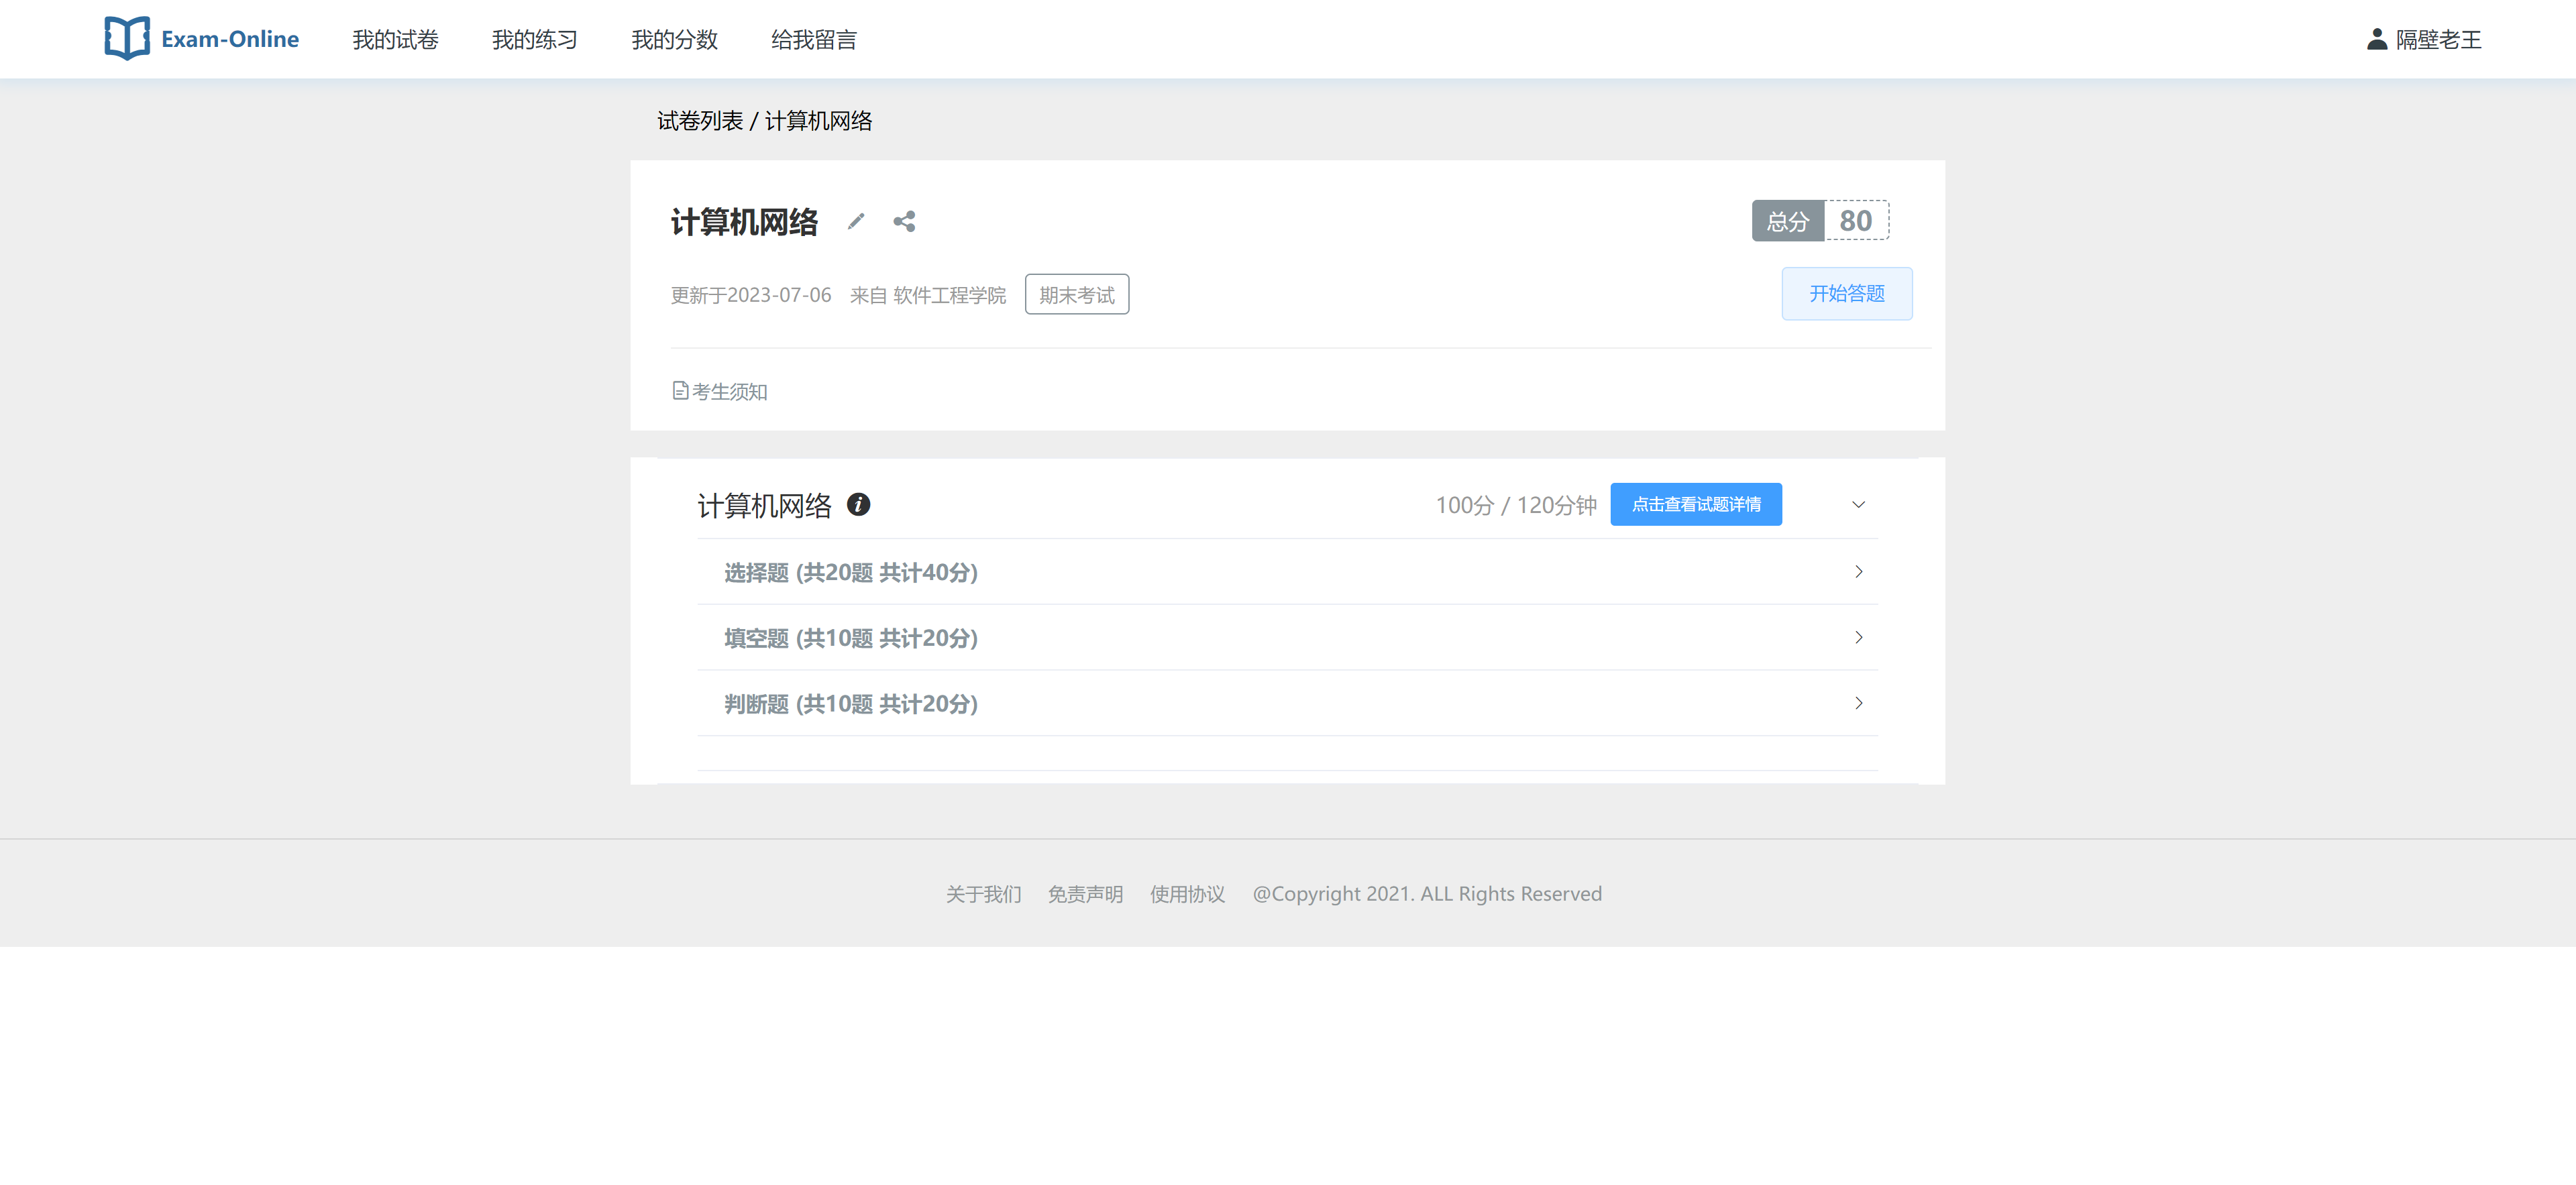 Exam-Online 我的试卷 我的练习 我的分数 给我留言 隔壁老王
试卷列表 / 计算机网络
计算机网络 总分 80
更新于2023-07-06 来自 软件工程学院 期末考试 开始答题
考生须知
计算机网络 100分 / 120分钟 点击查看试题详情
选择题 (共20题 共计40分)
填空题 (共10题 共计20分)
判断题 (共10题 共计20分)
关于我们 免责声明 使用协议 @Copyright 2021. ALL Rights Reserved